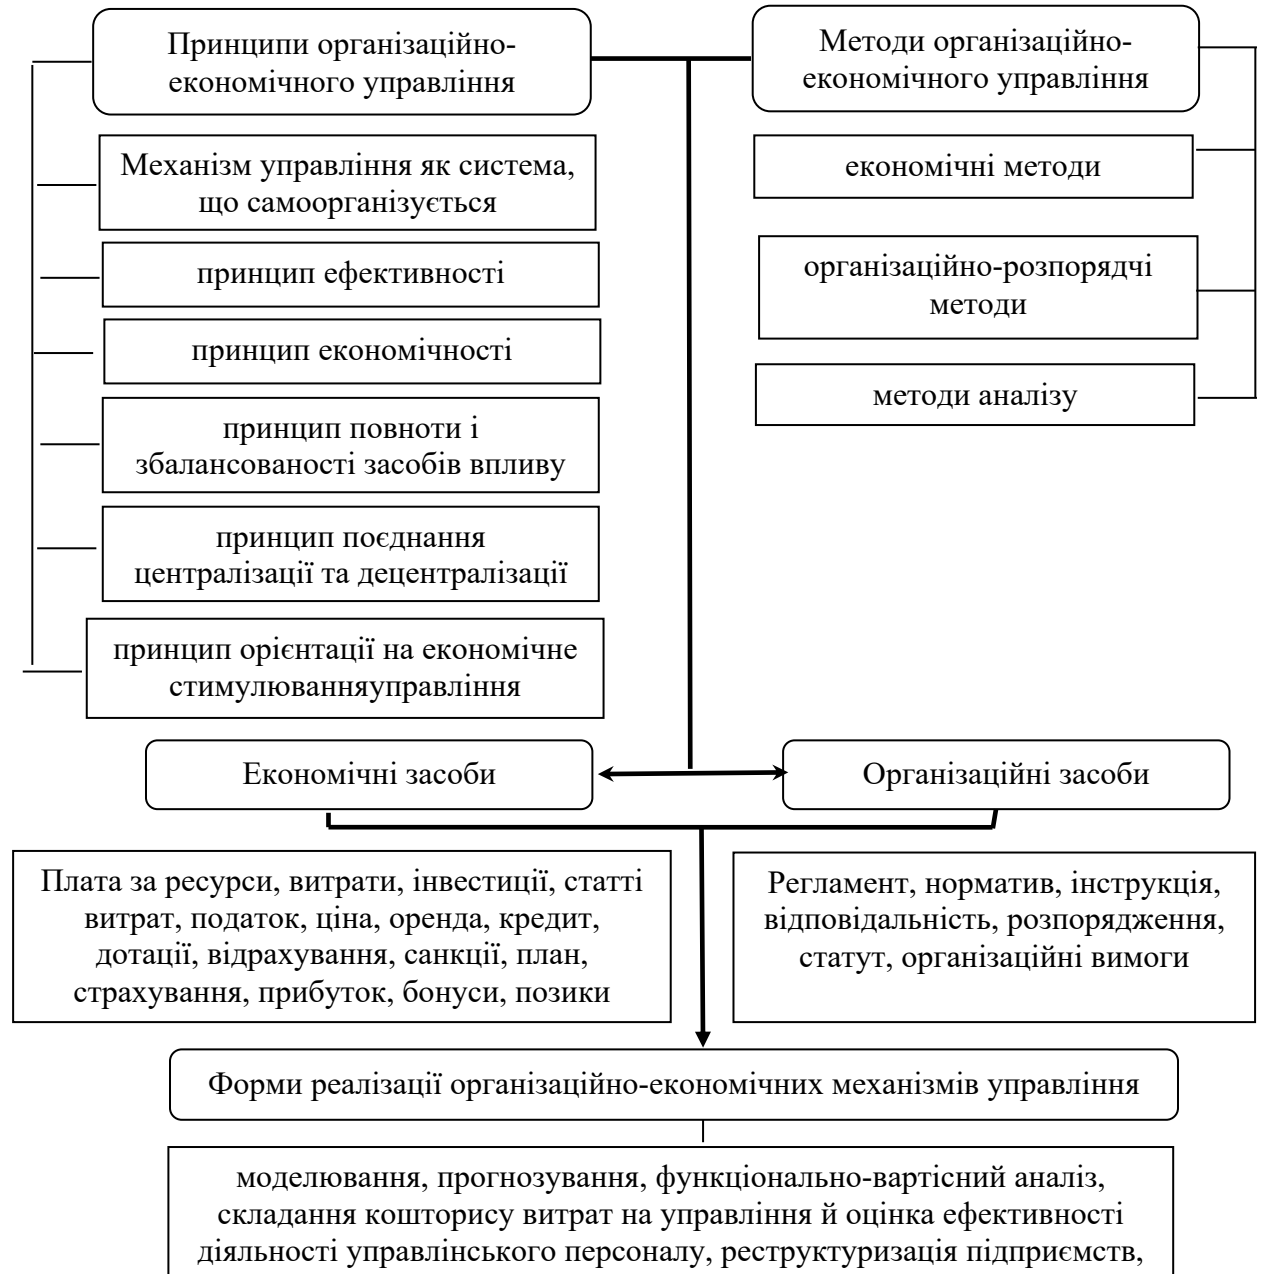 Принципи організаційно-
економічного управління
Методи організаційно-
економічного управління
Механізм управління як система,
що самоорганізується
принцип ефективності
принцип економічності
принцип повноти і
збалансованості засобів впливу
принцип поєднання
централізації та децентралізації
принцип орієнтації на економічне
стимулюванняуправління
економічні методи
організаційно-розпорядчі
методи
методи аналізу
Економічні засоби
Організаційні засоби
Плата за ресурси, витрати, інвестиції, статті
витрат, податок, ціна, оренда, кредит,
дотації, відрахування, санкції, план,
страхування, прибуток, бонуси, позики
Регламент, норматив, інструкція,
відповідальність, розпорядження,
статут, організаційні вимоги
Форми реалізації організаційно-економічних механізмів управління
моделювання, прогнозування, функціонально-вартісний аналіз,
складання кошторису витрат на управління й оцінка ефективності
діяльності управлінського персоналу, реструктуризація підприємств,